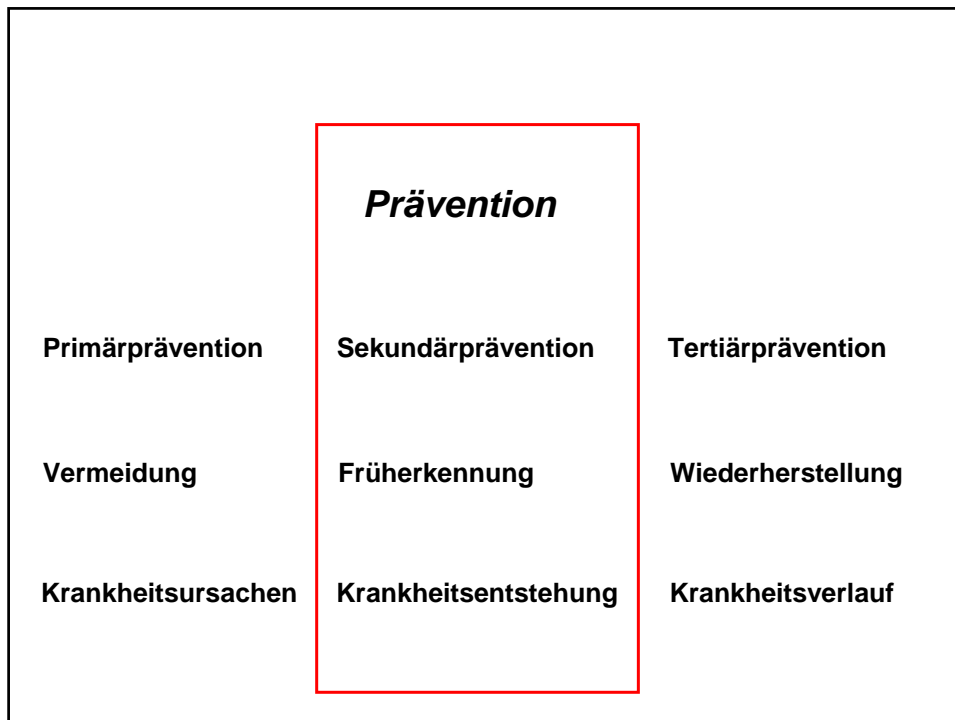 Prävention
Primärprävention Sekundärprävention Tertiärprävention
Vermeidung Früherkennung Wiederherstellung
Krankheitsursachen Krankheitsentstehung Krankheitsverlauf